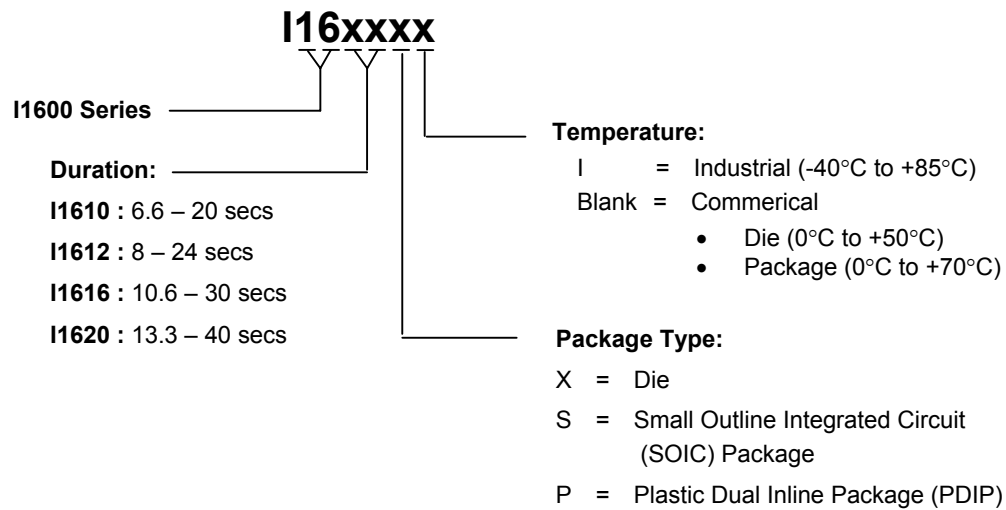 I16xxxx
I1600 Series
Duration:
I1610 : 6.6 – 20 secs
I1612 : 8 – 24 secs
I1616 : 10.6 – 30 secs
I1620 : 13.3 – 40 secs
Temperature:
I = Industrial (-40°C to +85°C)
Blank = Commerical
• Die (0°C to +50°C)
• Package (0°C to +70°C)
Package Type:
X = Die
S = Small Outline Integrated Circuit
(SOIC) Package
P = Plastic Dual Inline Package (PDIP)